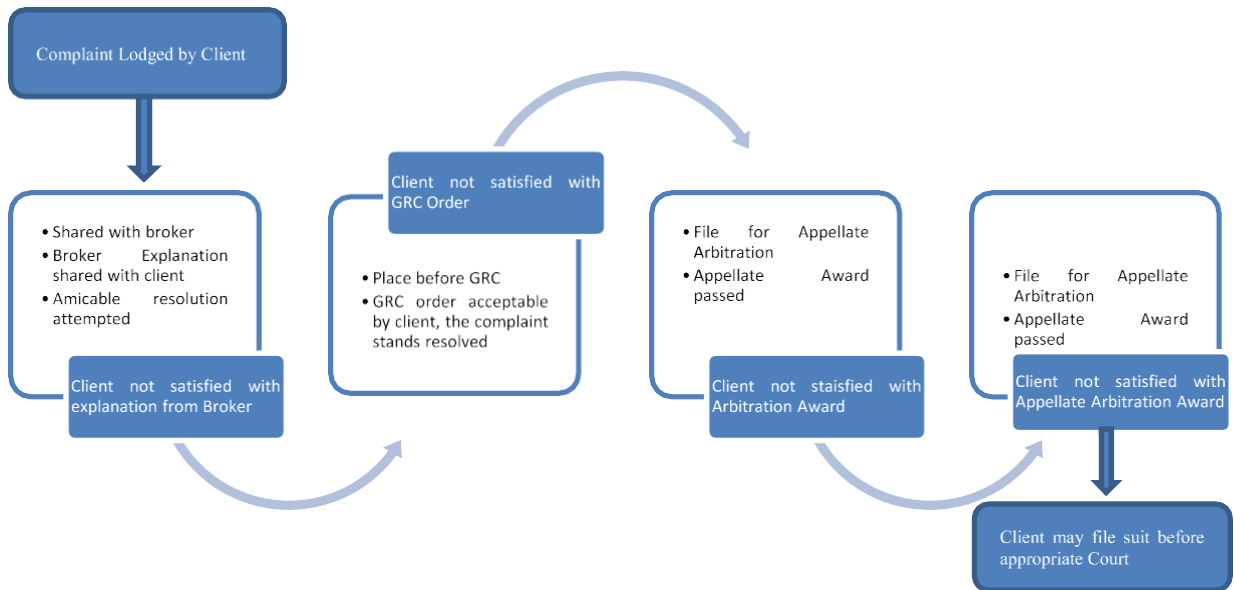 Complaint Lodged by Client
• Shared with broker
• Broker Explanation
shared with client
• Amicable resolution
attempted
Client not satisfied with
explanation from Broker
Client not satisfied with
GRC Order
• Place before GRC
• GRC order acceptable
by client, the complaint
stands resolved
• File for Appellate
Arbitration
• Appellate Award
passed
Client not staisfied with
Arbitration Award
• File for Appellate
Arbitration
• Appellate Award
passed
Client not satisfied with
Appellate Arbitration Award
Client may file suit before
appropriate Court